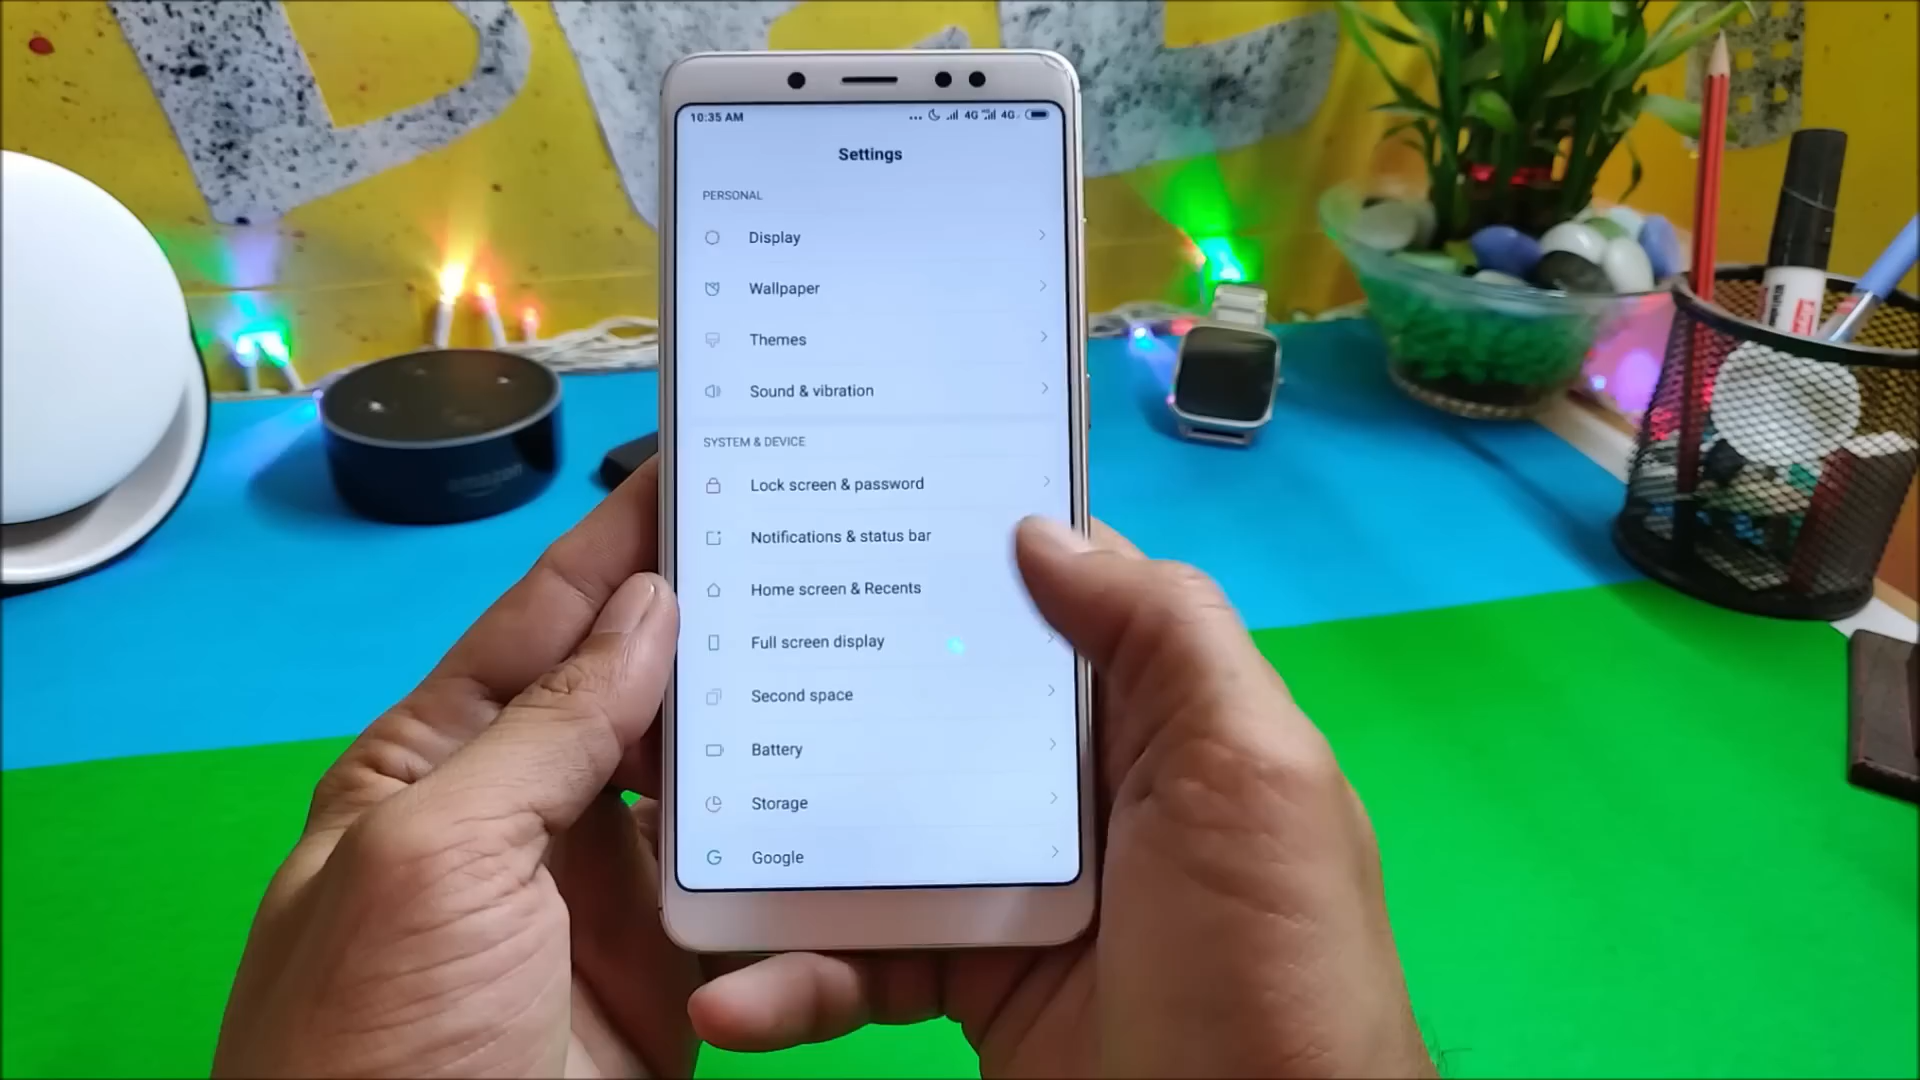 10:35 AM
... 4G 4G
Settings
PERSONAL
Display
Wallpaper
Themes
Sound & vibration
SYSTEM & DEVICE
Lock screen & password
Notifications & status bar
Home screen & Recents
Full screen display
Second space
Battery
Storage
Google
amazon